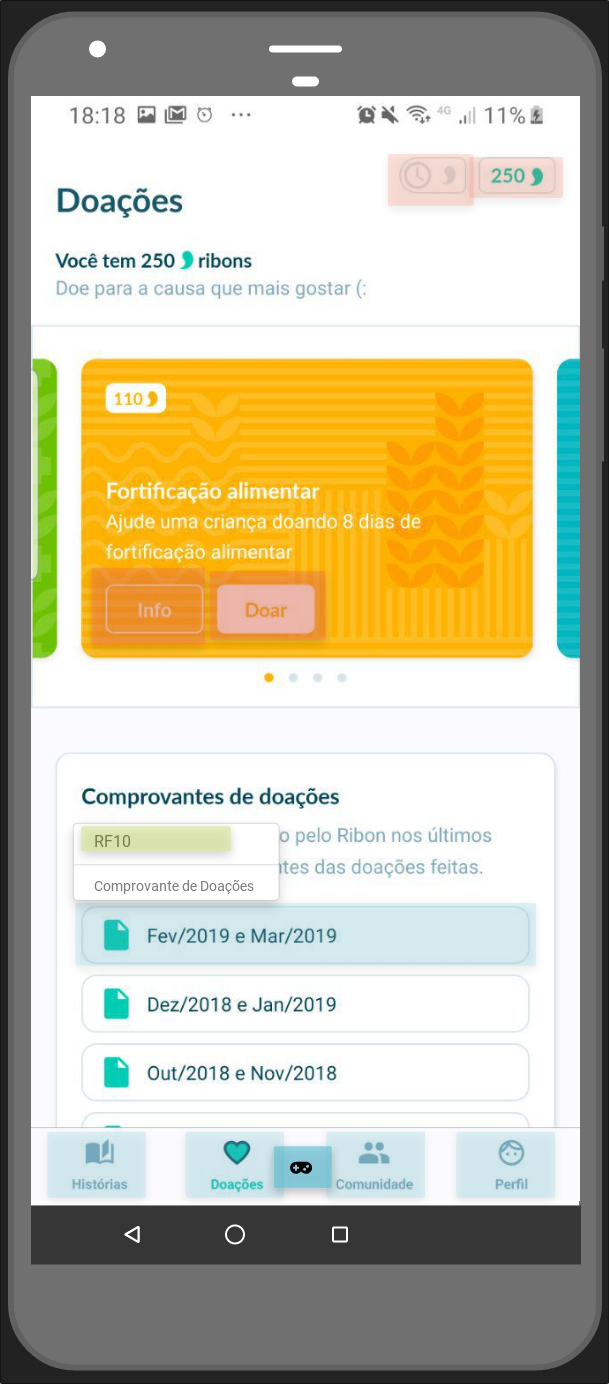 18:18 ... 4G 11%
250
Doações
Você tem 250 ribons
Doe para a causa que mais gostar (:
110
Fortificação alimentar
Ajude uma criança doando 8 dias de
fortificação alimentar
Info Doar
Comprovantes de doações
RF10
o pelo Ribon nos últimos
ntes das doações feitas.
Comprovante de Doações
Fev/2019 e Mar/2019
Dez/2018 e Jan/2019
Out/2018 e Nov/2018
Histórias Doações Comunidade Perfil